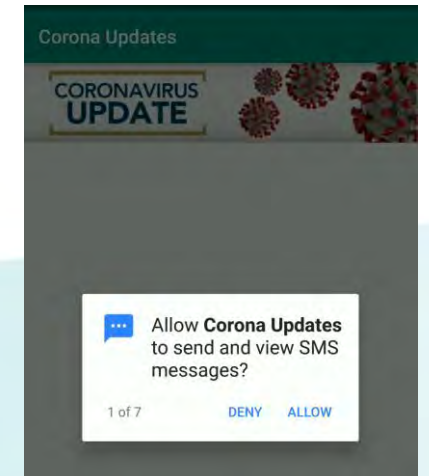 Corona Updates
CORONAVIRUS
UPDATE
Allow Corona Updates
to send and view SMS
messages?
1 of 7 DENY ALLOW